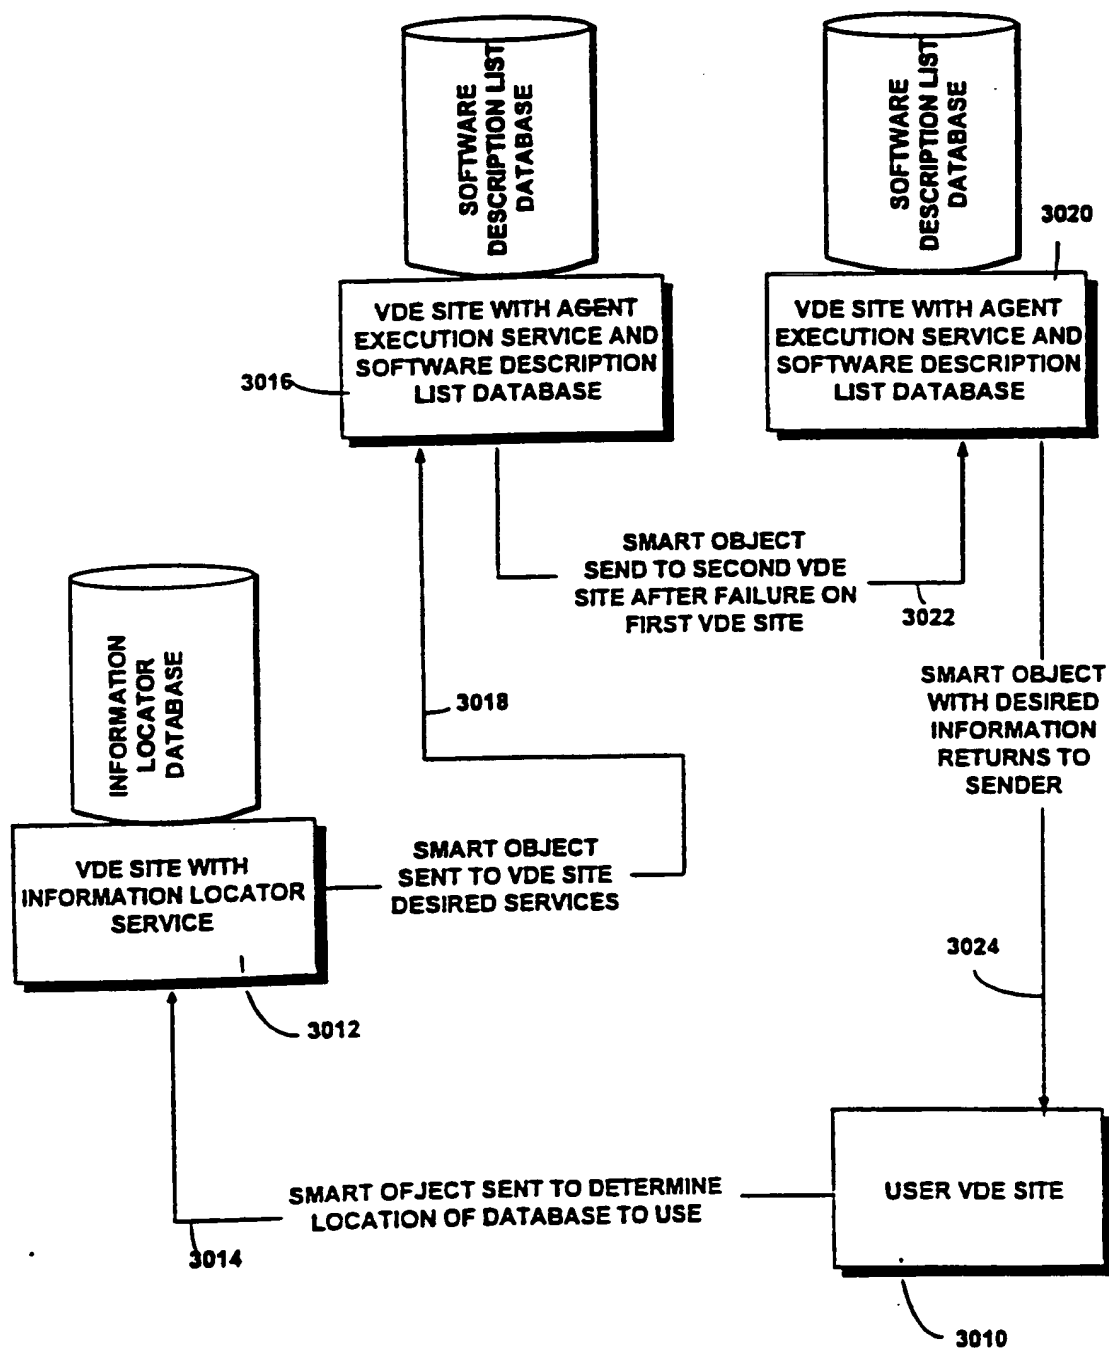 SOFTWARE
DESCRIPTION LIST
DATABASE
SOFTWARE
DESCRIPTION LIST
DATABASE
3020
VDE SITE WITH AGENT
EXECUTION SERVICE AND
SOFTWARE DESCRIPTION
LIST DATABASE
3016
VDE SITE WITH AGENT
EXECUTION SERVICE AND
SOFTWARE DESCRIPTION
LIST DATABASE
SMART OBJECT
SEND TO SECOND VDE
SITE AFTER FAILURE ON
FIRST VDE SITE
3022
INFORMATION
LOCATOR
DATABASE
3018
SMART OBJECT
WITH DESIRED
INFORMATION
RETURNS TO
SENDER
VDE SITE WITH
INFORMATION LOCATOR
SERVICE
SMART OBJECT
SENT TO VDE SITE
DESIRED SERVICES
3012
3024
SMART OFJECT SENT TO DETERMINE
LOCATION OF DATABASE TO USE
3014
USER VDE SITE
3010